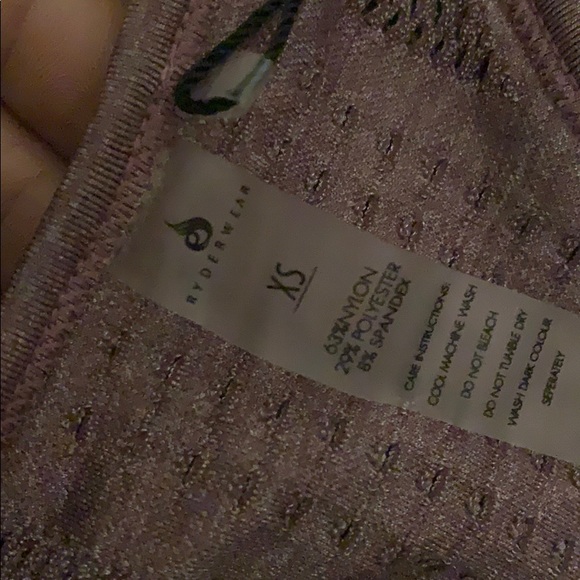 RYDERWEAR
XS
63%NYLON
29% POLYESTER
8% SPANDEX
CARE INSTRUCTIONS:
COOL MACHINE WASH
DO NOT BLEACH
DO NOT TUMBLE DRY
WASH DARK COLOUR
SEPERATELY